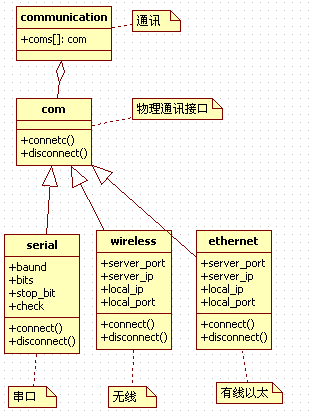 communication
+coms[]: com
通讯
com
+connetc()
+disconnect()
物理通讯接口
serial
+baund
+bits
+stop_bit
+check
+connect()
+disconnect()
wireless
+server_port
+server_ip
+local_ip
+local_port
+connect()
+disconnect()
ethernet
+server_port
+server_ip
+local_ip
+local_port
+connect()
+disconnect()
串口
无线
有线以太